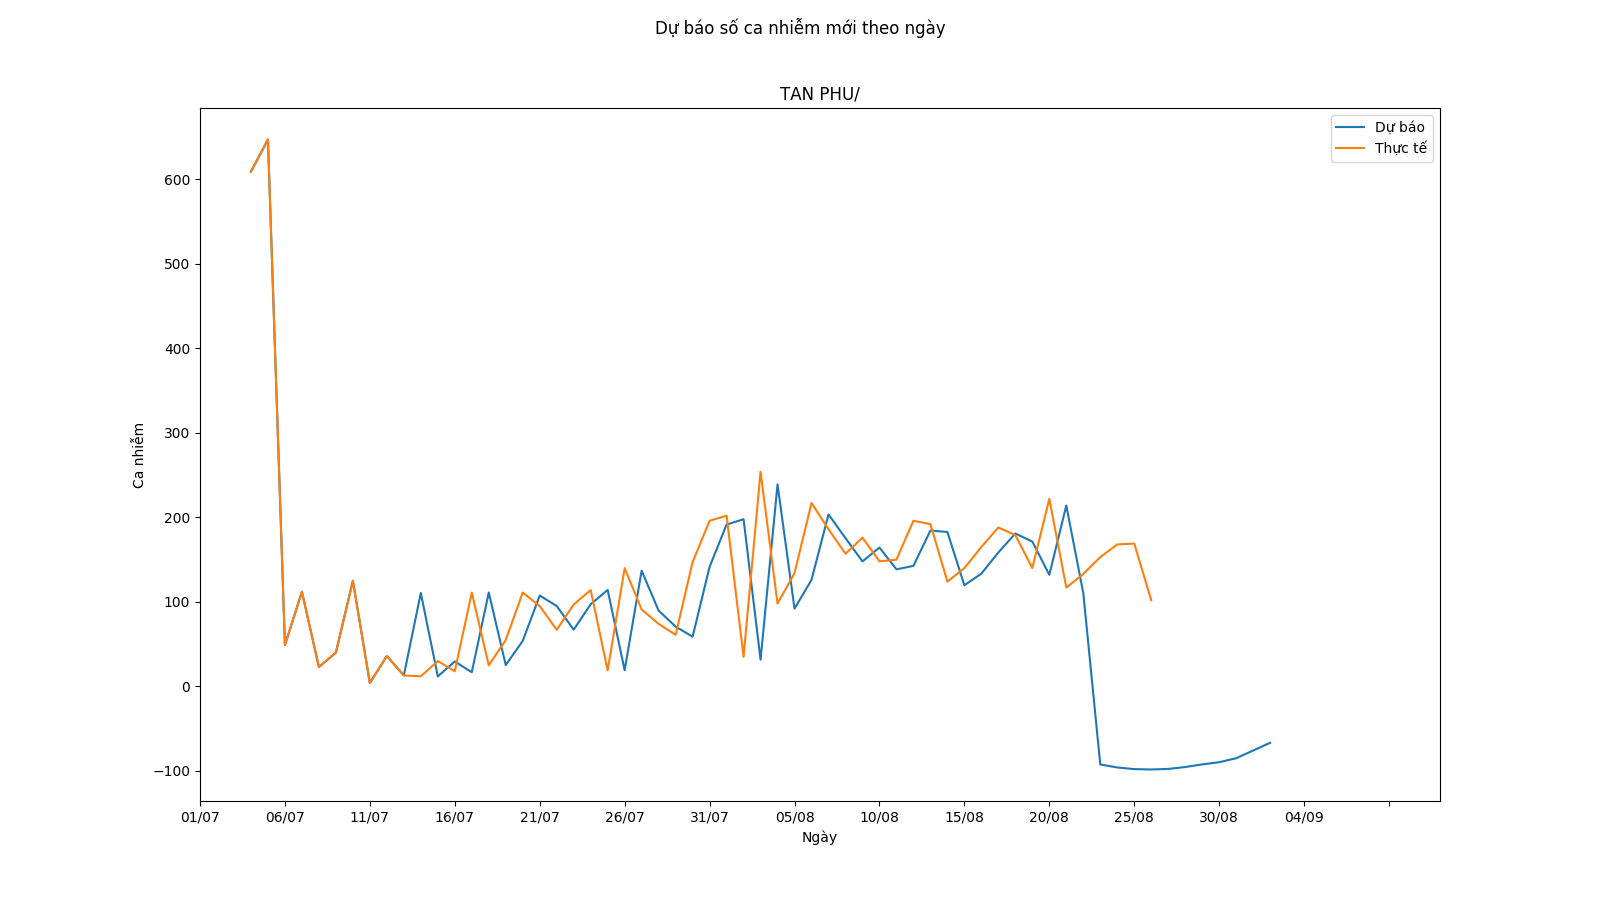 Dự báo số ca nhiễm mới theo ngày
TAN PHU/
Dự báo
Thực tế
600
500
400
300
200
100
0
−100
Ca nhiễm
01/07 06/07 11/07 16/07 21/07 26/07 31/07 05/08 10/08 15/08 20/08 25/08 30/08 04/09
Ngày